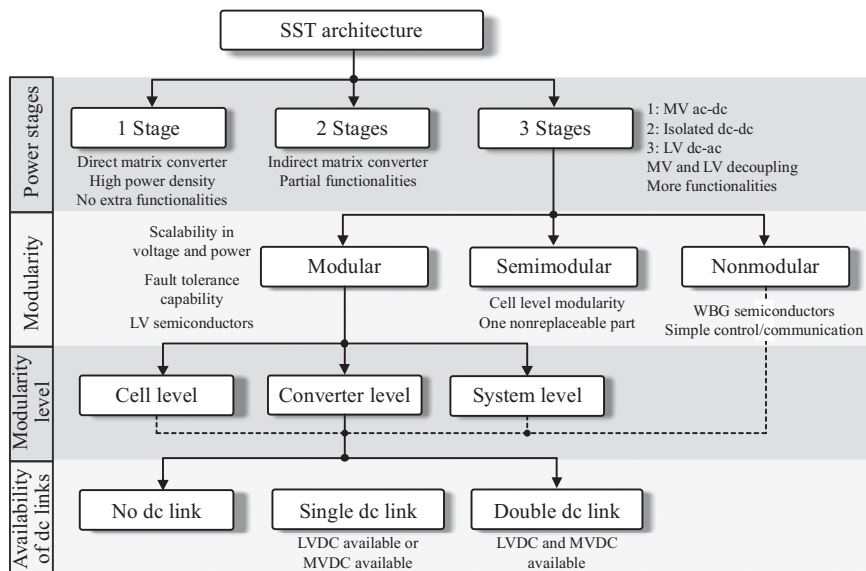 SST architecture
Power stages
1 Stage
Direct matrix converter
High power density
No extra functionalities
2 Stages
Indirect matrix converter
Partial functionalities
3 Stages
1: MV ac-dc
2: Isolated dc-dc
3: LV dc-ac
MV and LV decoupling
More functionalities
Modularity
Scalability in
voltage and power
Fault tolerance
capability
LV semiconductors
Modular
Semimodular
Cell level modularity
One nonreplaceable part
Nonmodular
WBG semiconductors
Simple control/communication
Modularity
level
Cell level
Converter level
System level
Availability
of dc links
No dc link
Single dc link
LVDC available or
MVDC available
Double dc link
LVDC and MVDC
available